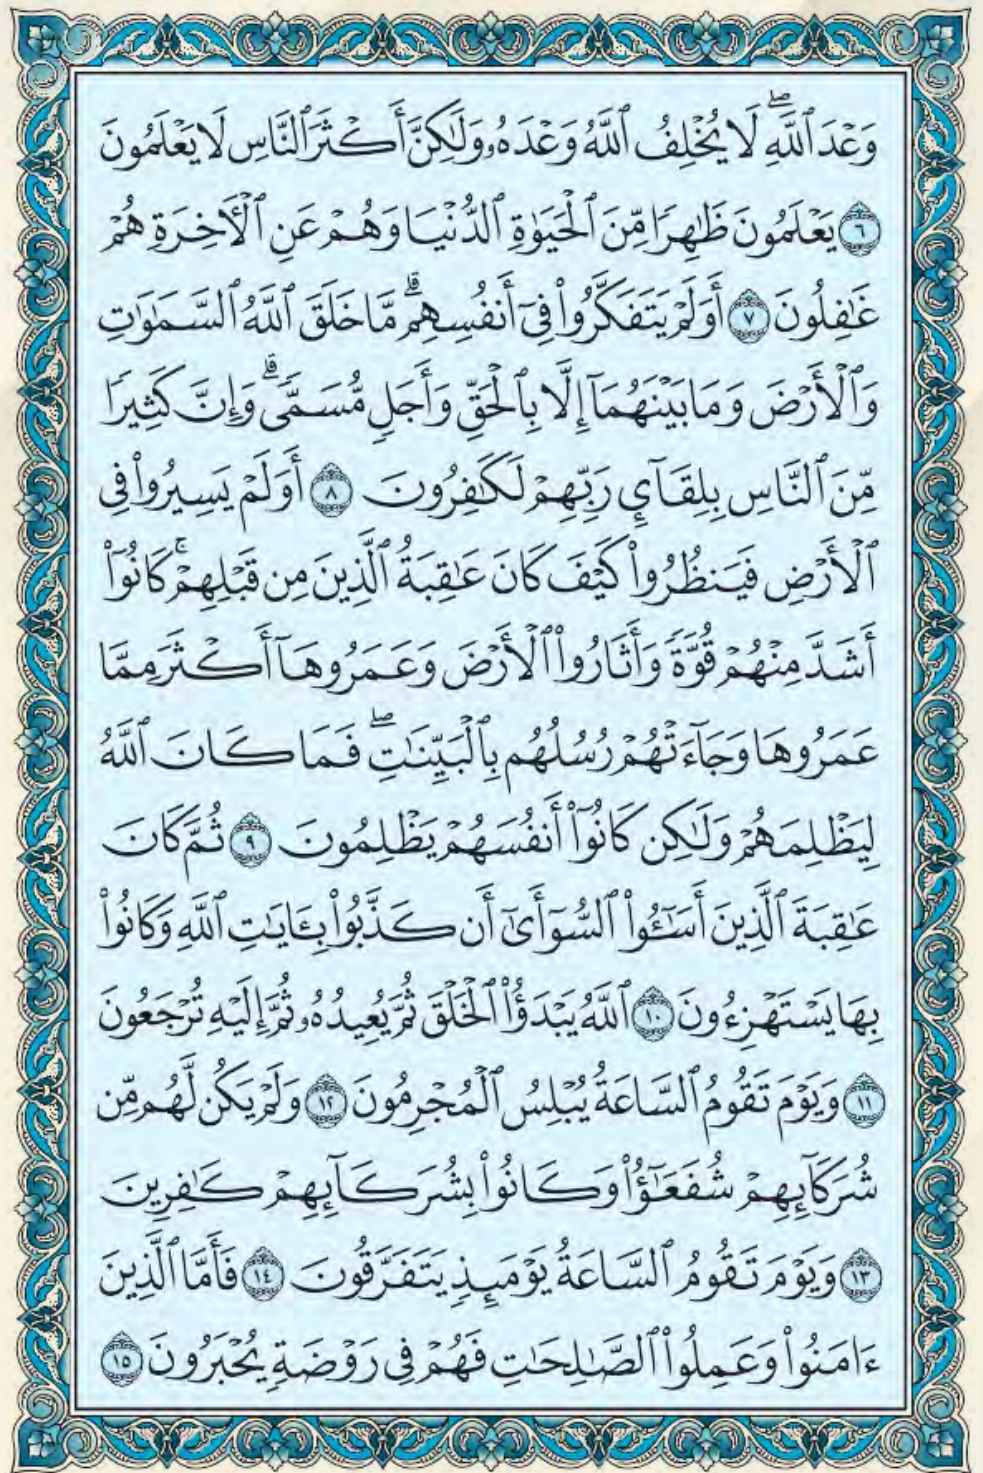 وَعْدَ ٱللَّهِۖ لَا يُخْلِفُ ٱللَّهُ وَعْدَهُۥ وَلَٰكِنَّ أَكْثَرَ ٱلنَّاسِ لَا يَعْلَمُونَ
٦ يَعْلَمُونَ ظَٰهِرًا مِّنَ ٱلْحَيَوٰةِ ٱلدُّنْيَا وَهُمْ عَنِ ٱلْأَخِرَةِ هُمْ
غَٰفِلُونَ ٧ أَوَلَمْ يَتَفَكَّرُوا۟ فِىٓ أَنفُسِهِمۗ مَّا خَلَقَ ٱللَّهُ ٱلسَّمَٰوَٰتِ
وَٱلْأَرْضَ وَمَا بَيْنَهُمَآ إِلَّا بِٱلْحَقِّ وَأَجَلٍ مُّسَمًّىۗ وَإِنَّ كَثِيرًا
مِّنَ ٱلنَّاسِ بِلِقَآئِ رَبِّهِمْ لَكَٰفِرُونَ ٨ أَوَلَمْ يَسِيرُوا۟ فِى
ٱلْأَرْضِ فَيَنظُرُوا۟ كَيْفَ كَانَ عَٰقِبَةُ ٱلَّذِينَ مِن قَبْلِهِمْۚ كَانُوٓا۟
أَشَدَّ مِنْهُمْ قُوَّةً وَأَثَارُوا۟ ٱلْأَرْضَ وَعَمَرُوهَآ أَكْثَرَ مِمَّا
عَمَرُوهَا وَجَآءَتْهُمْ رُسُلُهُم بِٱلْبَيِّنَٰتِۖ فَمَا كَانَ ٱللَّهُ
لِيَظْلِمَهُمْ وَلَٰكِن كَانُوٓا۟ أَنفُسَهُمْ يَظْلِمُونَ ٩ ثُمَّ كَانَ
عَٰقِبَةَ ٱلَّذِينَ أَسَٰٓـُٔوا۟ ٱلسُّوٓأَىٰٓ أَن كَذَّبُوا۟ بِـَٔايَٰتِ ٱللَّهِ وَكَانُوا۟
بِهَا يَسْتَهْزِءُونَ ١٠ ٱللَّهُ يَبْدَؤُا۟ ٱلْخَلْقَ ثُمَّ يُعِيدُهُۥ ثُمَّ إِلَيْهِ تُرْجَعُونَ
١١ وَيَوْمَ تَقُومُ ٱلسَّاعَةُ يُبْلِسُ ٱلْمُجْرِمُونَ ١٢ وَلَمْ يَكُن لَّهُم مِّن
شُرَكَآئِهِمْ شُفَعَٰٓؤُا۟ وَكَانُوا۟ بِشُرَكَآئِهِمْ كَٰفِرِينَ
١٣ وَيَوْمَ تَقُومُ ٱلسَّاعَةُ يَوْمَئِذٍ يَتَفَرَّقُونَ ١٤ فَأَمَّا ٱلَّذِينَ
ءَامَنُوا۟ وَعَمِلُوا۟ ٱلصَّٰلِحَٰتِ فَهُمْ فِى رَوْضَةٍ يُحْبَرُونَ ١٥